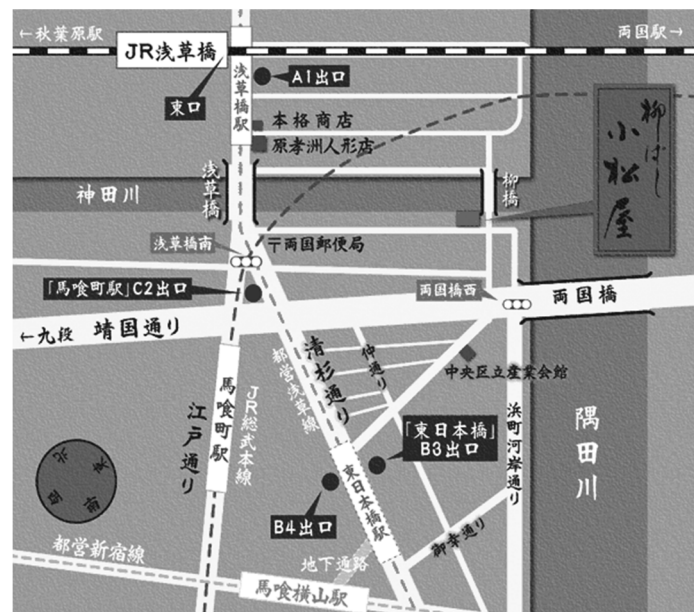 ←秋葉原駅
両国駅→
JR浅草橋
東口
浅草橋駅
A1出口
本格商店
原孝洲人形店
柳ばし
小松屋
神田川
浅草橋
柳橋
浅草橋南
〒両国郵便局
「馬喰町駅」C2出口
両国橋西
両国橋
←九段 靖国通り
都営浅草線
清杉通り
仲通り
中央区立産業会館
馬喰町駅
JR総武本線
江戸通り
「東日本橋」
B3出口
浜町河岸通り
隅田川
北
東
西
南
B4出口
東日本橋駅
御幸通り
都営新宿線
地下通路
馬喰横山駅